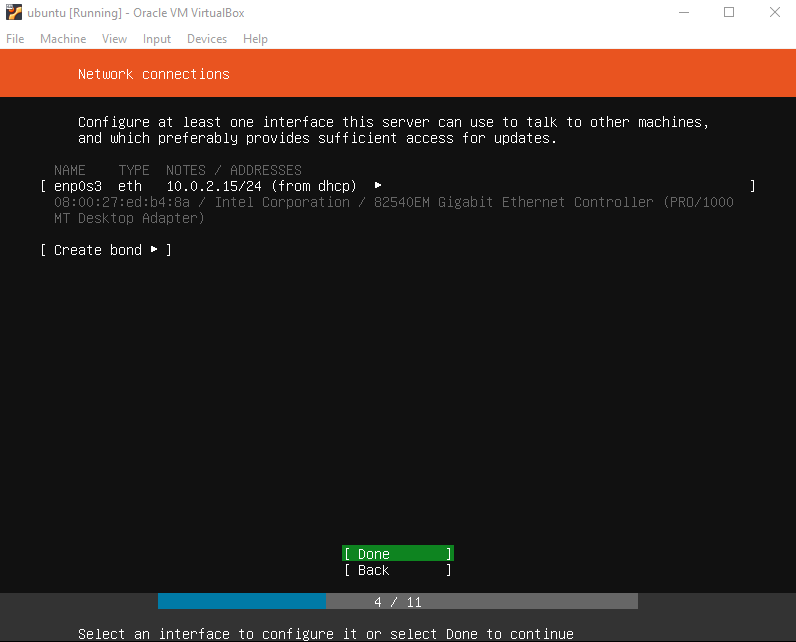 ubuntu [Running] - Oracle VM VirtualBox
File Machine View Input Devices Help
Network connections
Configure at least one interface this server can use to talk to other machines,
and which preferably provides sufficient access for updates.
NAME TYPE NOTES / ADDRESSES
[ enp0s3 eth 10.0.2.15/24 (from dhcp) ▸ ]
08:00:27:ed:b4:8a / Intel Corporation / 82540EM Gigabit Ethernet Controller (PRO/1000
MT Desktop Adapter)
[ Create bond ▸ ]
[ Done ]
[ Back ]
4 / 11
Select an interface to configure it or select Done to continue